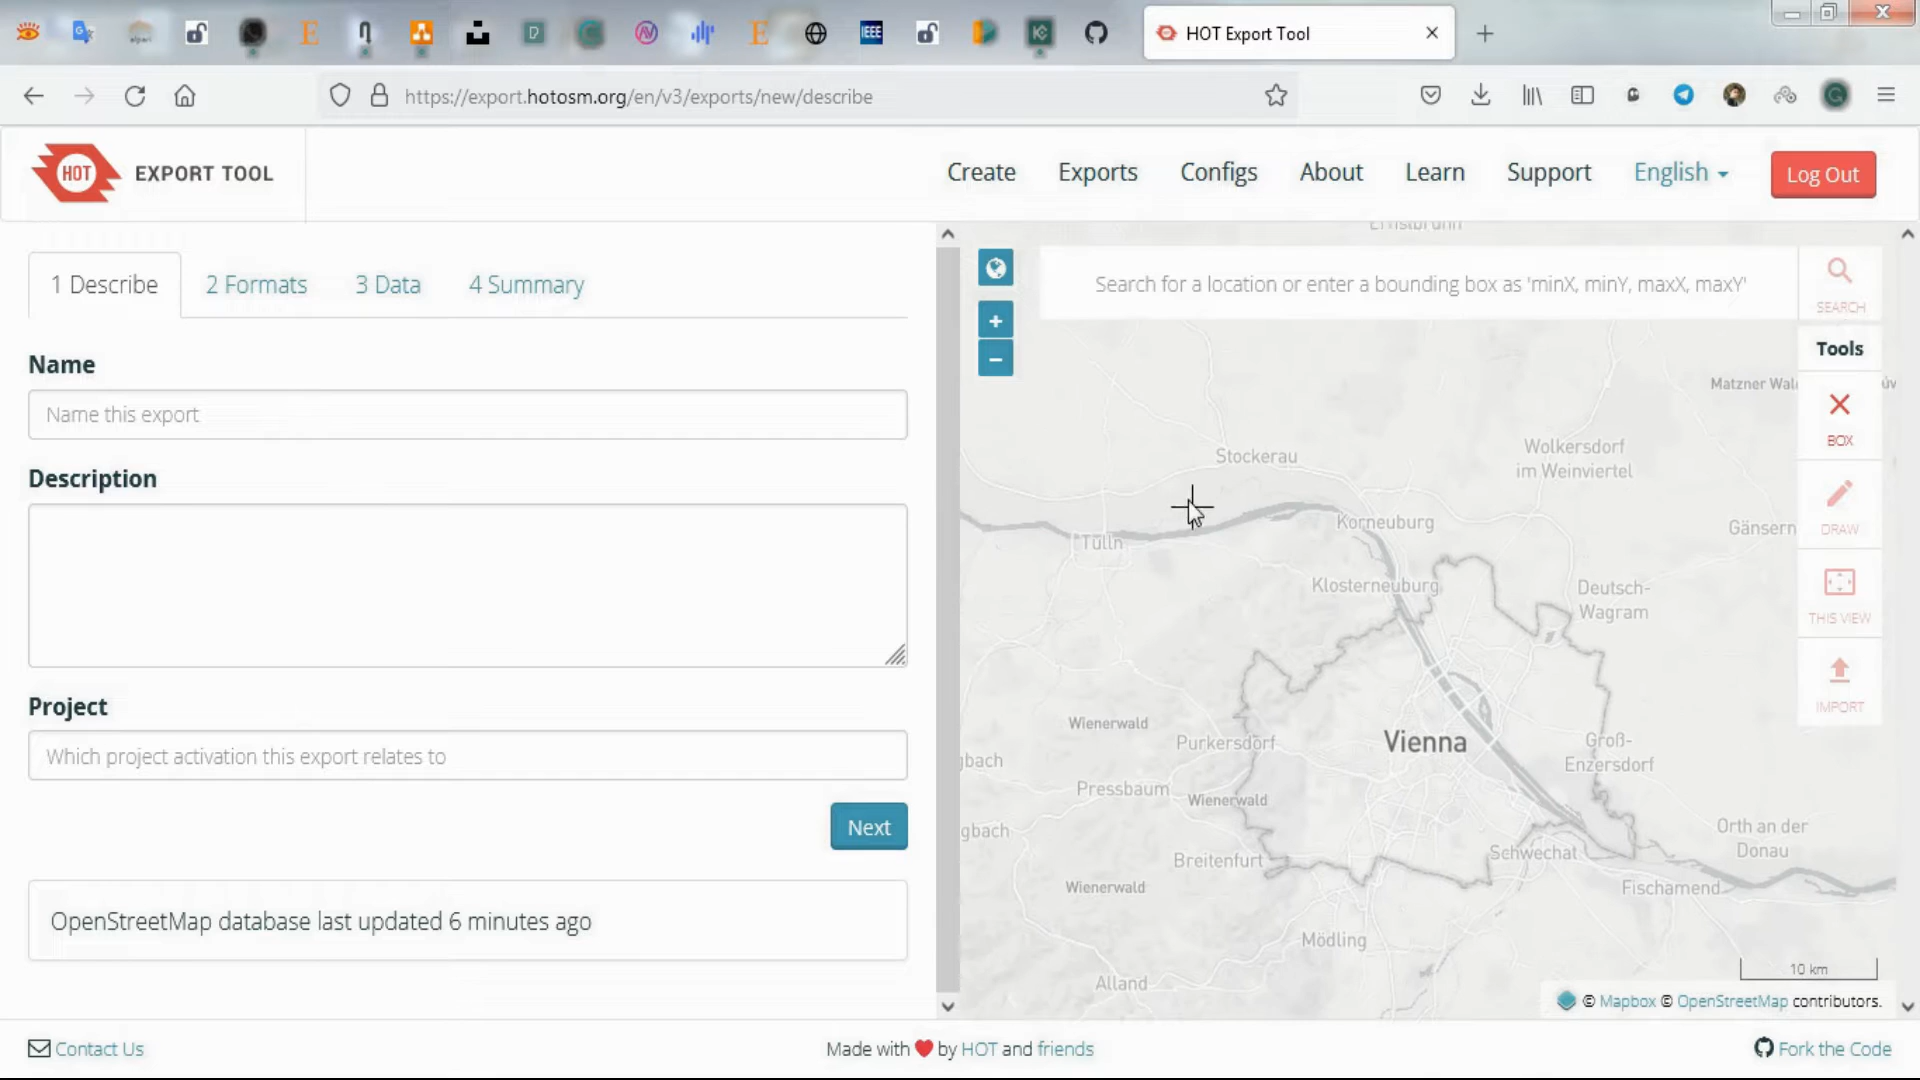 HOT Export Tool
https://export.hotosm.org/en/v3/exports/new/describe
HOT EXPORT TOOL
Create
Exports
Configs
About
Learn
Support
English
Log Out
1 Describe
2 Formats
3 Data
4 Summary
Name
Name this export
Description
Project
Which project activation this export relates to
Next
OpenStreetMap database last updated 6 minutes ago
Search for a location or enter a bounding box as 'minX, minY, maxX, maxY'
SEARCH
Tools
BOX
DRAW
THIS VIEW
IMPORT
Stockerau
Wolkersdorf
im Weinviertel
Matzner Wal
Gänsern
Korneuburg
Tulln
Klosterneuburg
Deutsch-
Wagram
Wienerwald
Purkersdorf
Vienna
Groß-
Enzersdorf
gbach
Pressbaum
Wienerwald
gbach
Orth an der
Donau
Breitenfurt
Schwechat
Wienerwald
Fischamend
Mödling
Alland
10 km
© Mapbox © OpenStreetMap contributors.
Contact Us
Made with by HOT and friends
Fork the Code
IEEE